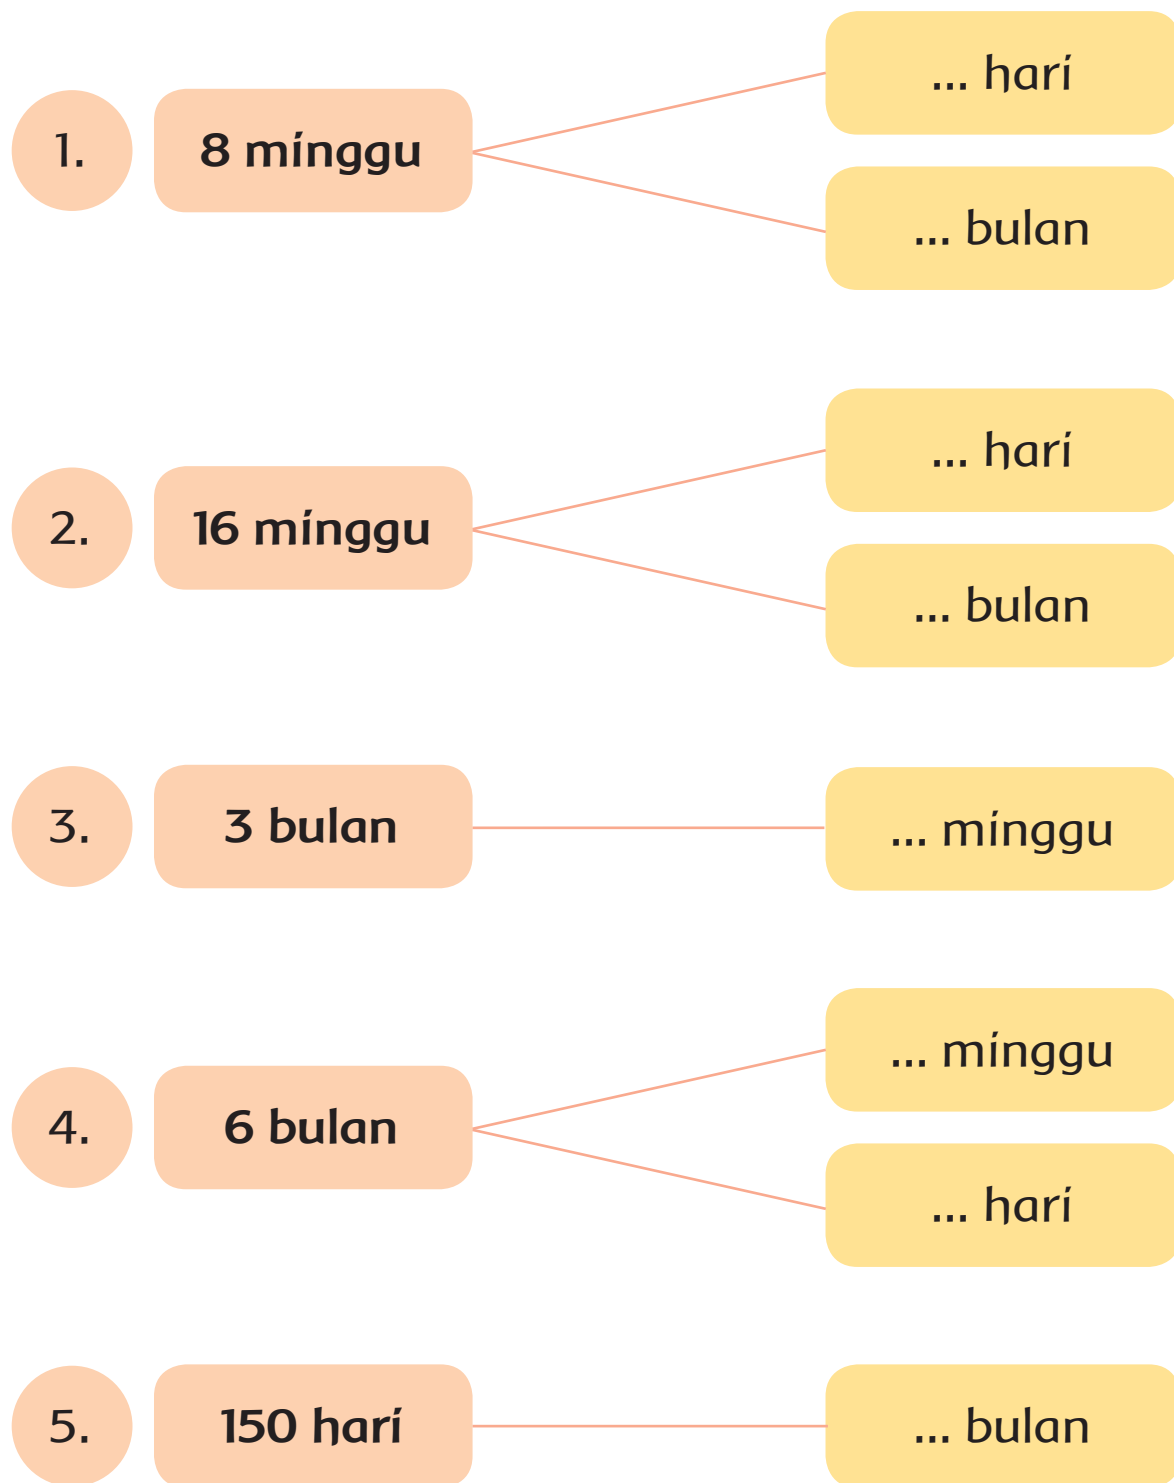 1.
8 minggu
... hari
... bulan
2.
16 minggu
... hari
... bulan
3.
3 bulan
... minggu
4.
6 bulan
... minggu
... hari
5.
150 hari
... bulan